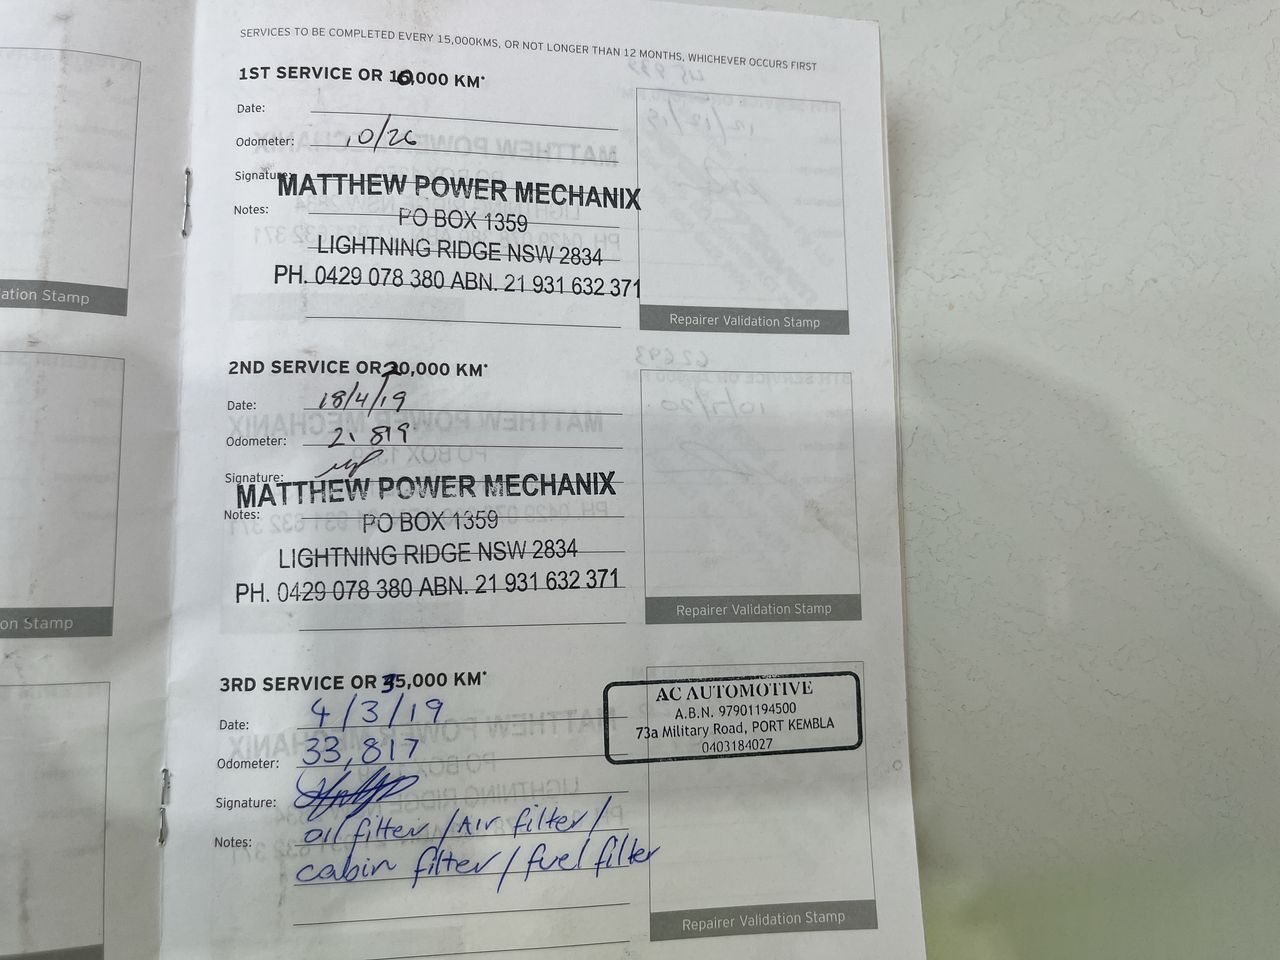 SERVICES TO BE COMPLETED EVERY 15,000KMS, OR NOT LONGER THAN 12 MONTHS, WHICHEVER OCCURS FIRST
1ST SERVICE OR 10,000 KM*
Date:
Odometer: 10/26
Signature:
MATTHEW POWER MECHANIX
Notes:
PO BOX 1359
LIGHTNING RIDGE NSW 2834
PH. 0429 078 380 ABN. 21 931 632 371
ation Stamp
Repairer Validation Stamp
2ND SERVICE OR 20,000 KM*
Date: 18/4/19
Odometer: 21819
Signature:
MATTHEW POWER MECHANIX
Notes:
PO BOX 1359
LIGHTNING RIDGE NSW 2834
PH. 0429 078 380 ABN. 21 931 632 371
on Stamp
Repairer Validation Stamp
3RD SERVICE OR 35,000 KM*
AC AUTOMOTIVE
A.B.N. 97901194500
73a Military Road, PORT KEMBLA
0403184027
Date: 4/3/19
Odometer: 33,817
Signature:
Notes: oil filter / Air filter /
cabin filter / fuel filter
Repairer Validation Stamp